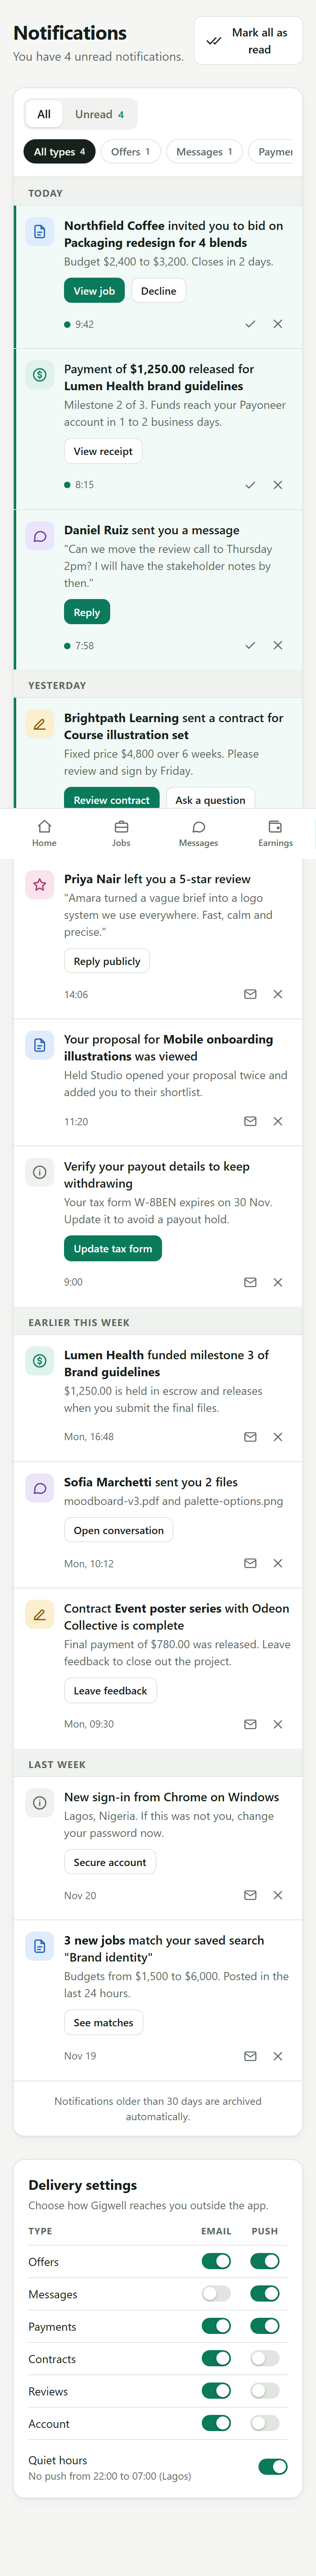 Notifications
You have 4 unread notifications.
Mark all as
read
All
Unread 4
All types 4
Offers 1
Messages 1
Paymer
TODAY
Northfield Coffee invited you to bid on
Packaging redesign for 4 blends
Budget $2,400 to $3,200. Closes in 2 days.
View job
Decline
9:42
Payment of $1,250.00 released for
Lumen Health brand guidelines
Milestone 2 of 3. Funds reach your Payoneer
account in 1 to 2 business days.
View receipt
8:15
Daniel Ruiz sent you a message
"Can we move the review call to Thursday
2pm? I will have the stakeholder notes by
then."
Reply
7:58
YESTERDAY
Brightpath Learning sent a contract for
Course illustration set
Fixed price $4,800 over 6 weeks. Please
review and sign by Friday.
Review contract
Ask a question
Home
Jobs
Messages
Earnings
Priya Nair left you a 5-star review
"Amara turned a vague brief into a logo
system we use everywhere. Fast, calm and
precise."
Reply publicly
14:06
Your proposal for Mobile onboarding
illustrations was viewed
Held Studio opened your proposal twice and
added you to their shortlist.
11:20
Verify your payout details to keep
withdrawing
Your tax form W-8BEN expires on 30 Nov.
Update it to avoid a payout hold.
Update tax form
9:00
EARLIER THIS WEEK
Lumen Health funded milestone 3 of
Brand guidelines
$1,250.00 is held in escrow and releases
when you submit the final files.
Mon, 16:48
Sofia Marchetti sent you 2 files
moodboard-v3.pdf and palette-options.png
Open conversation
Mon, 10:12
Contract Event poster series with Odeon
Collective is complete
Final payment of $780.00 was released. Leave
feedback to close out the project.
Leave feedback
Mon, 09:30
LAST WEEK
New sign-in from Chrome on Windows
Lagos, Nigeria. If this was not you, change
your password now.
Secure account
Nov 20
3 new jobs match your saved search
"Brand identity"
Budgets from $1,500 to $6,000. Posted in the
last 24 hours.
See matches
Nov 19
Notifications older than 30 days are archived
automatically.
Delivery settings
Choose how Gigwell reaches you outside the app.
TYPE EMAIL PUSH
Offers
Messages
Payments
Contracts
Reviews
Account
Quiet hours
No push from 22:00 to 07:00 (Lagos)